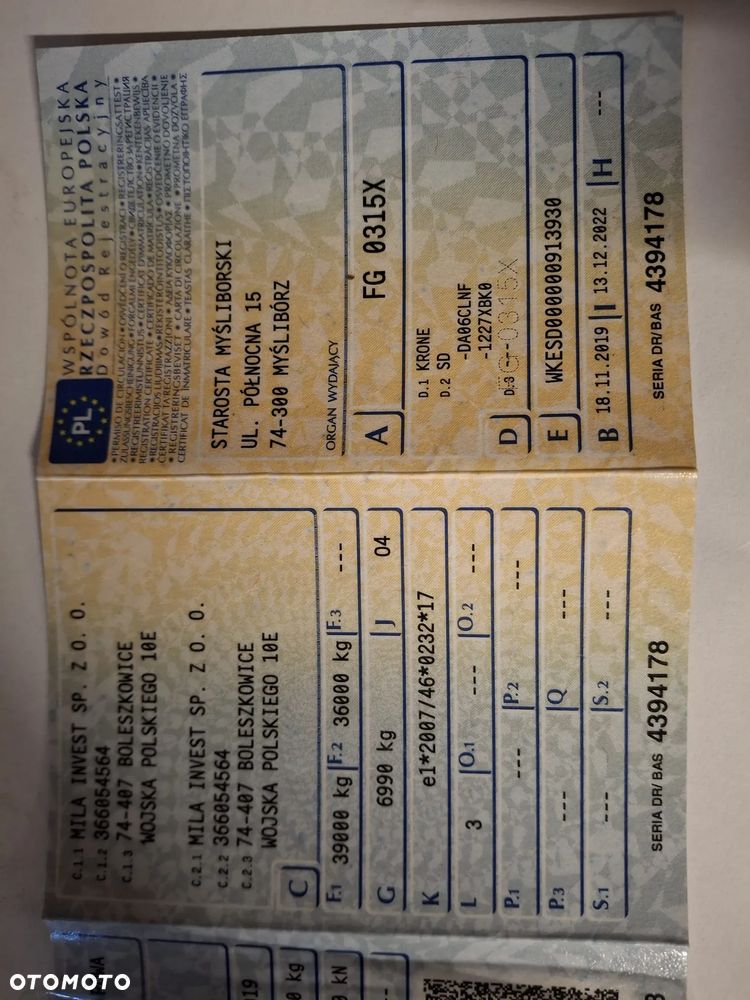 PL
WSPÓLNOTA EUROPEJSKA
RZECZPOSPOLITA POLSKA
Dowód Rejestracyjny
STAROSTA MYŚLIBORSKI
UL. PÓŁNOCNA 15
74-300 MYŚLIBÓRZ
ORGAN WYDAJĄCY
A FG 0315X
D.1 KRONE
D.2 SD
-DA06CLNF
-1227XBK0
D D.3 ---
FG 0315X
E WKESD000000913930
B 18.11.2019 I 13.12.2022 H ---
SERIA DR/BAS 4394178
C.1.1 MILA INVEST SP. Z O. O.
C.1.2 366054564
C.1.3 74-407 BOLESZKOWICE
WOJSKA POLSKIEGO 10E
C.2.1 MILA INVEST SP. Z O. O.
C.2.2 366054564
C.2.3 74-407 BOLESZKOWICE
WOJSKA POLSKIEGO 10E
C
F.1 39000 kg F.2 36000 kg F.3 ---
G 6990 kg J 04
K e1*2007/46*0232*17
L 3 O.1 --- O.2 ---
P.1 --- P.2 ---
P.3 --- Q ---
S.1 --- S.2 ---
SERIA DR/BAS 4394178
kg
kN
OTOMOTO